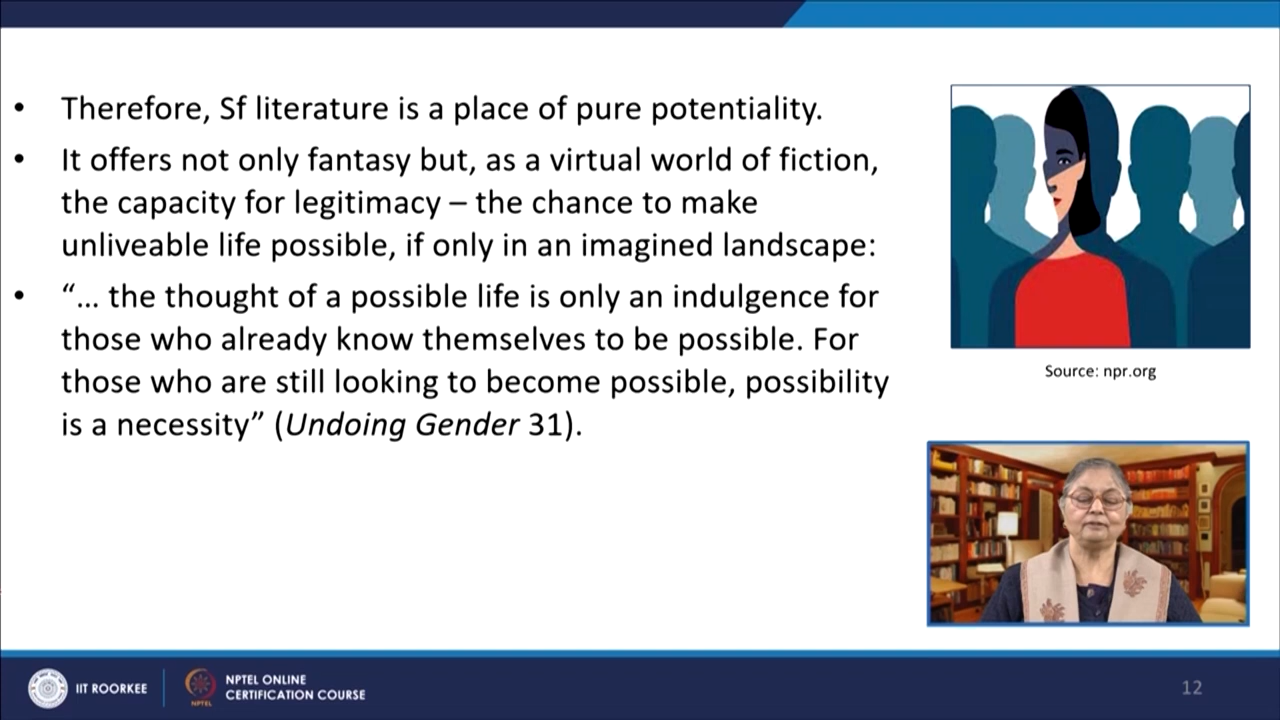 • Therefore, Sf literature is a place of pure potentiality.
• It offers not only fantasy but, as a virtual world of fiction,
the capacity for legitimacy – the chance to make
unliveable life possible, if only in an imagined landscape:
• “... the thought of a possible life is only an indulgence for
those who already know themselves to be possible. For
those who are still looking to become possible, possibility
is a necessity” (Undoing Gender 31).
Source: npr.org
IIT ROORKEE
NPTEL
NPTEL ONLINE
CERTIFICATION COURSE
12